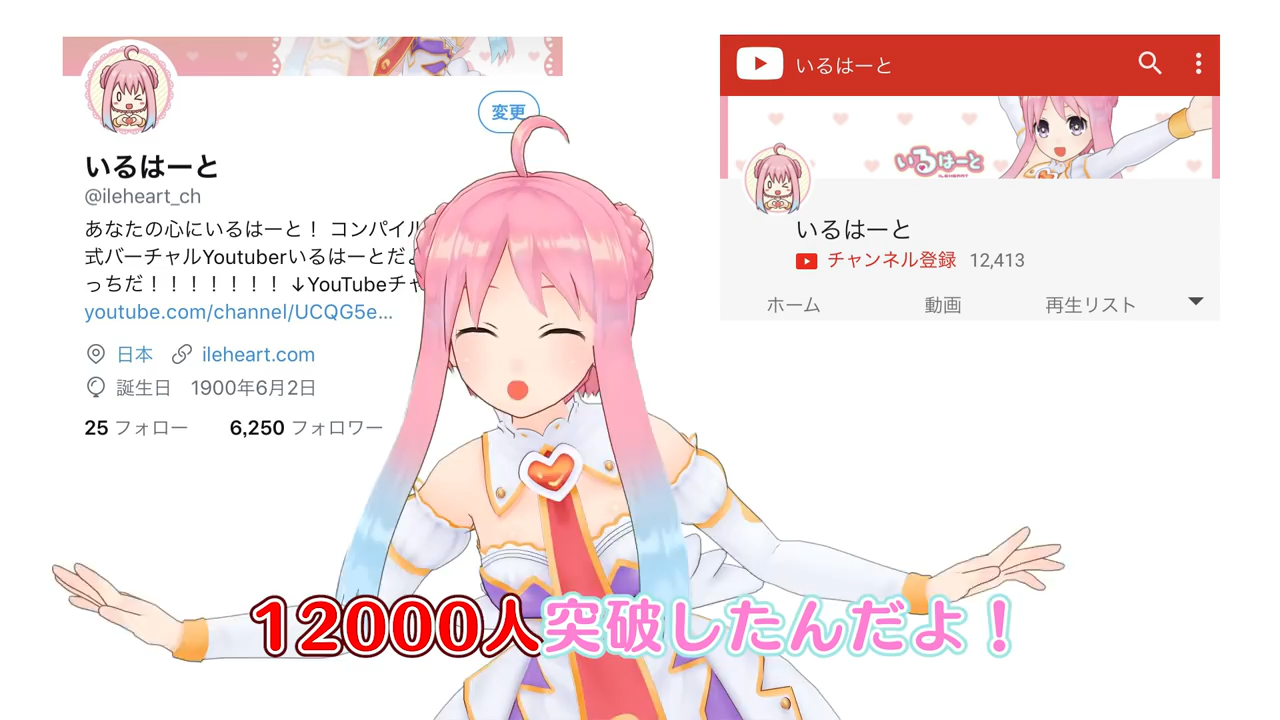 変更
いるはーと
@ileheart_ch
あなたの心にいるはーと！ コンパイル
式バーチャルYoutuberいるはーとだよ
っちだ！！！！！！！ ↓YouTubeチャ
youtube.com/channel/UCQG5e...
日本 ileheart.com
誕生日 1900年6月2日
25 フォロー 6,250 フォロワー
いるはーと
いるはーと
ILEHEART
いるはーと
チャンネル登録 12,413
ホーム 動画 再生リスト
12000人突破したんだよ！